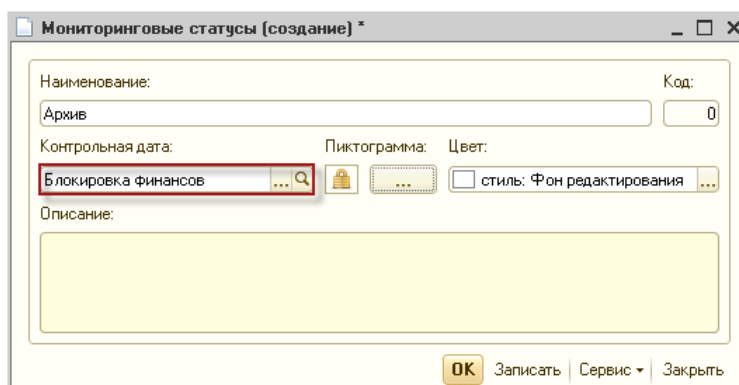 Мониторинговые статусы (создание) *
Наименование: Код:
Архив 0
Контрольная дата: Пиктограмма: Цвет:
Блокировка финансов ... ... стиль: Фон редактирования ...
Описание:
OK Записать Сервис Закрыть